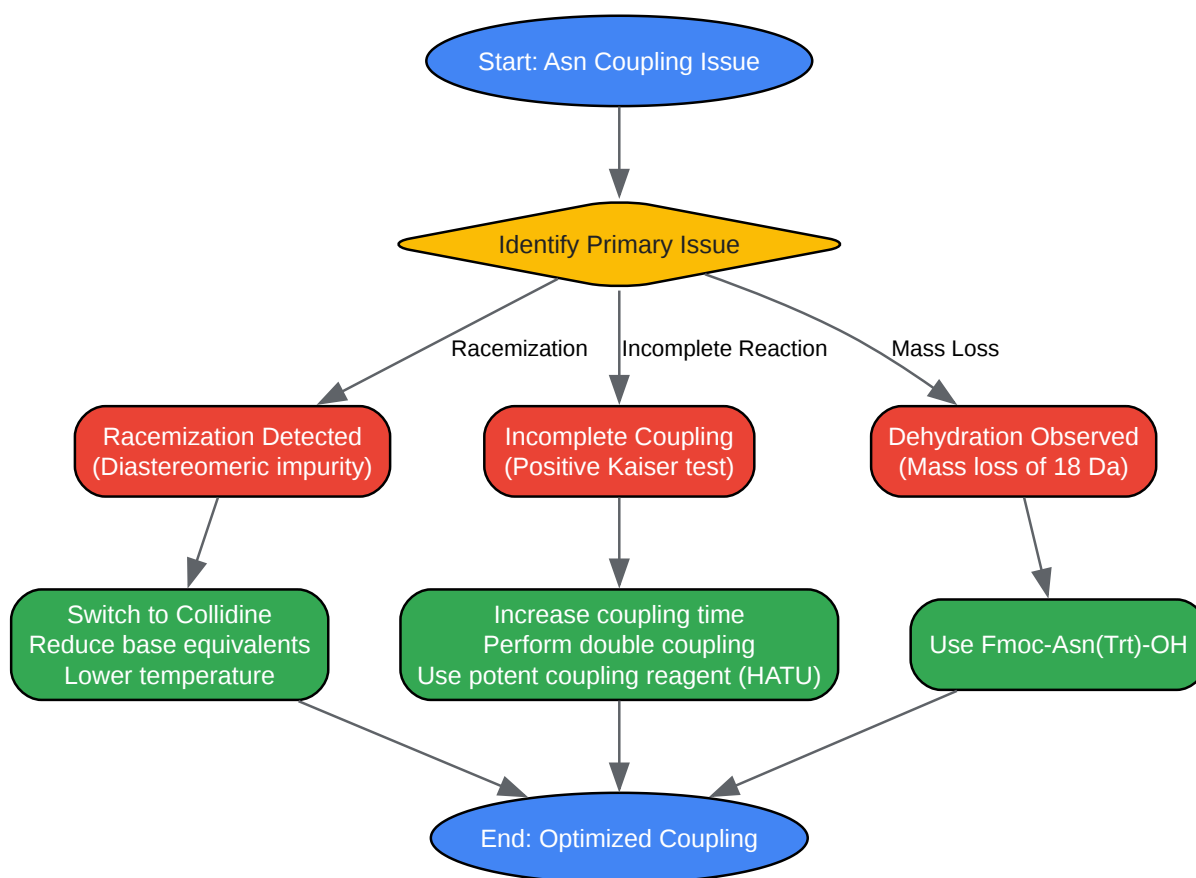 Start: Asn Coupling Issue
Identify Primary Issue
Racemization
Incomplete Reaction
Mass Loss
Racemization Detected
(Diastereomeric impurity)
Incomplete Coupling
(Positive Kaiser test)
Dehydration Observed
(Mass loss of 18 Da)
Switch to Collidine
Reduce base equivalents
Lower temperature
Increase coupling time
Perform double coupling
Use potent coupling reagent (HATU)
Use Fmoc-Asn(Trt)-OH
End: Optimized Coupling